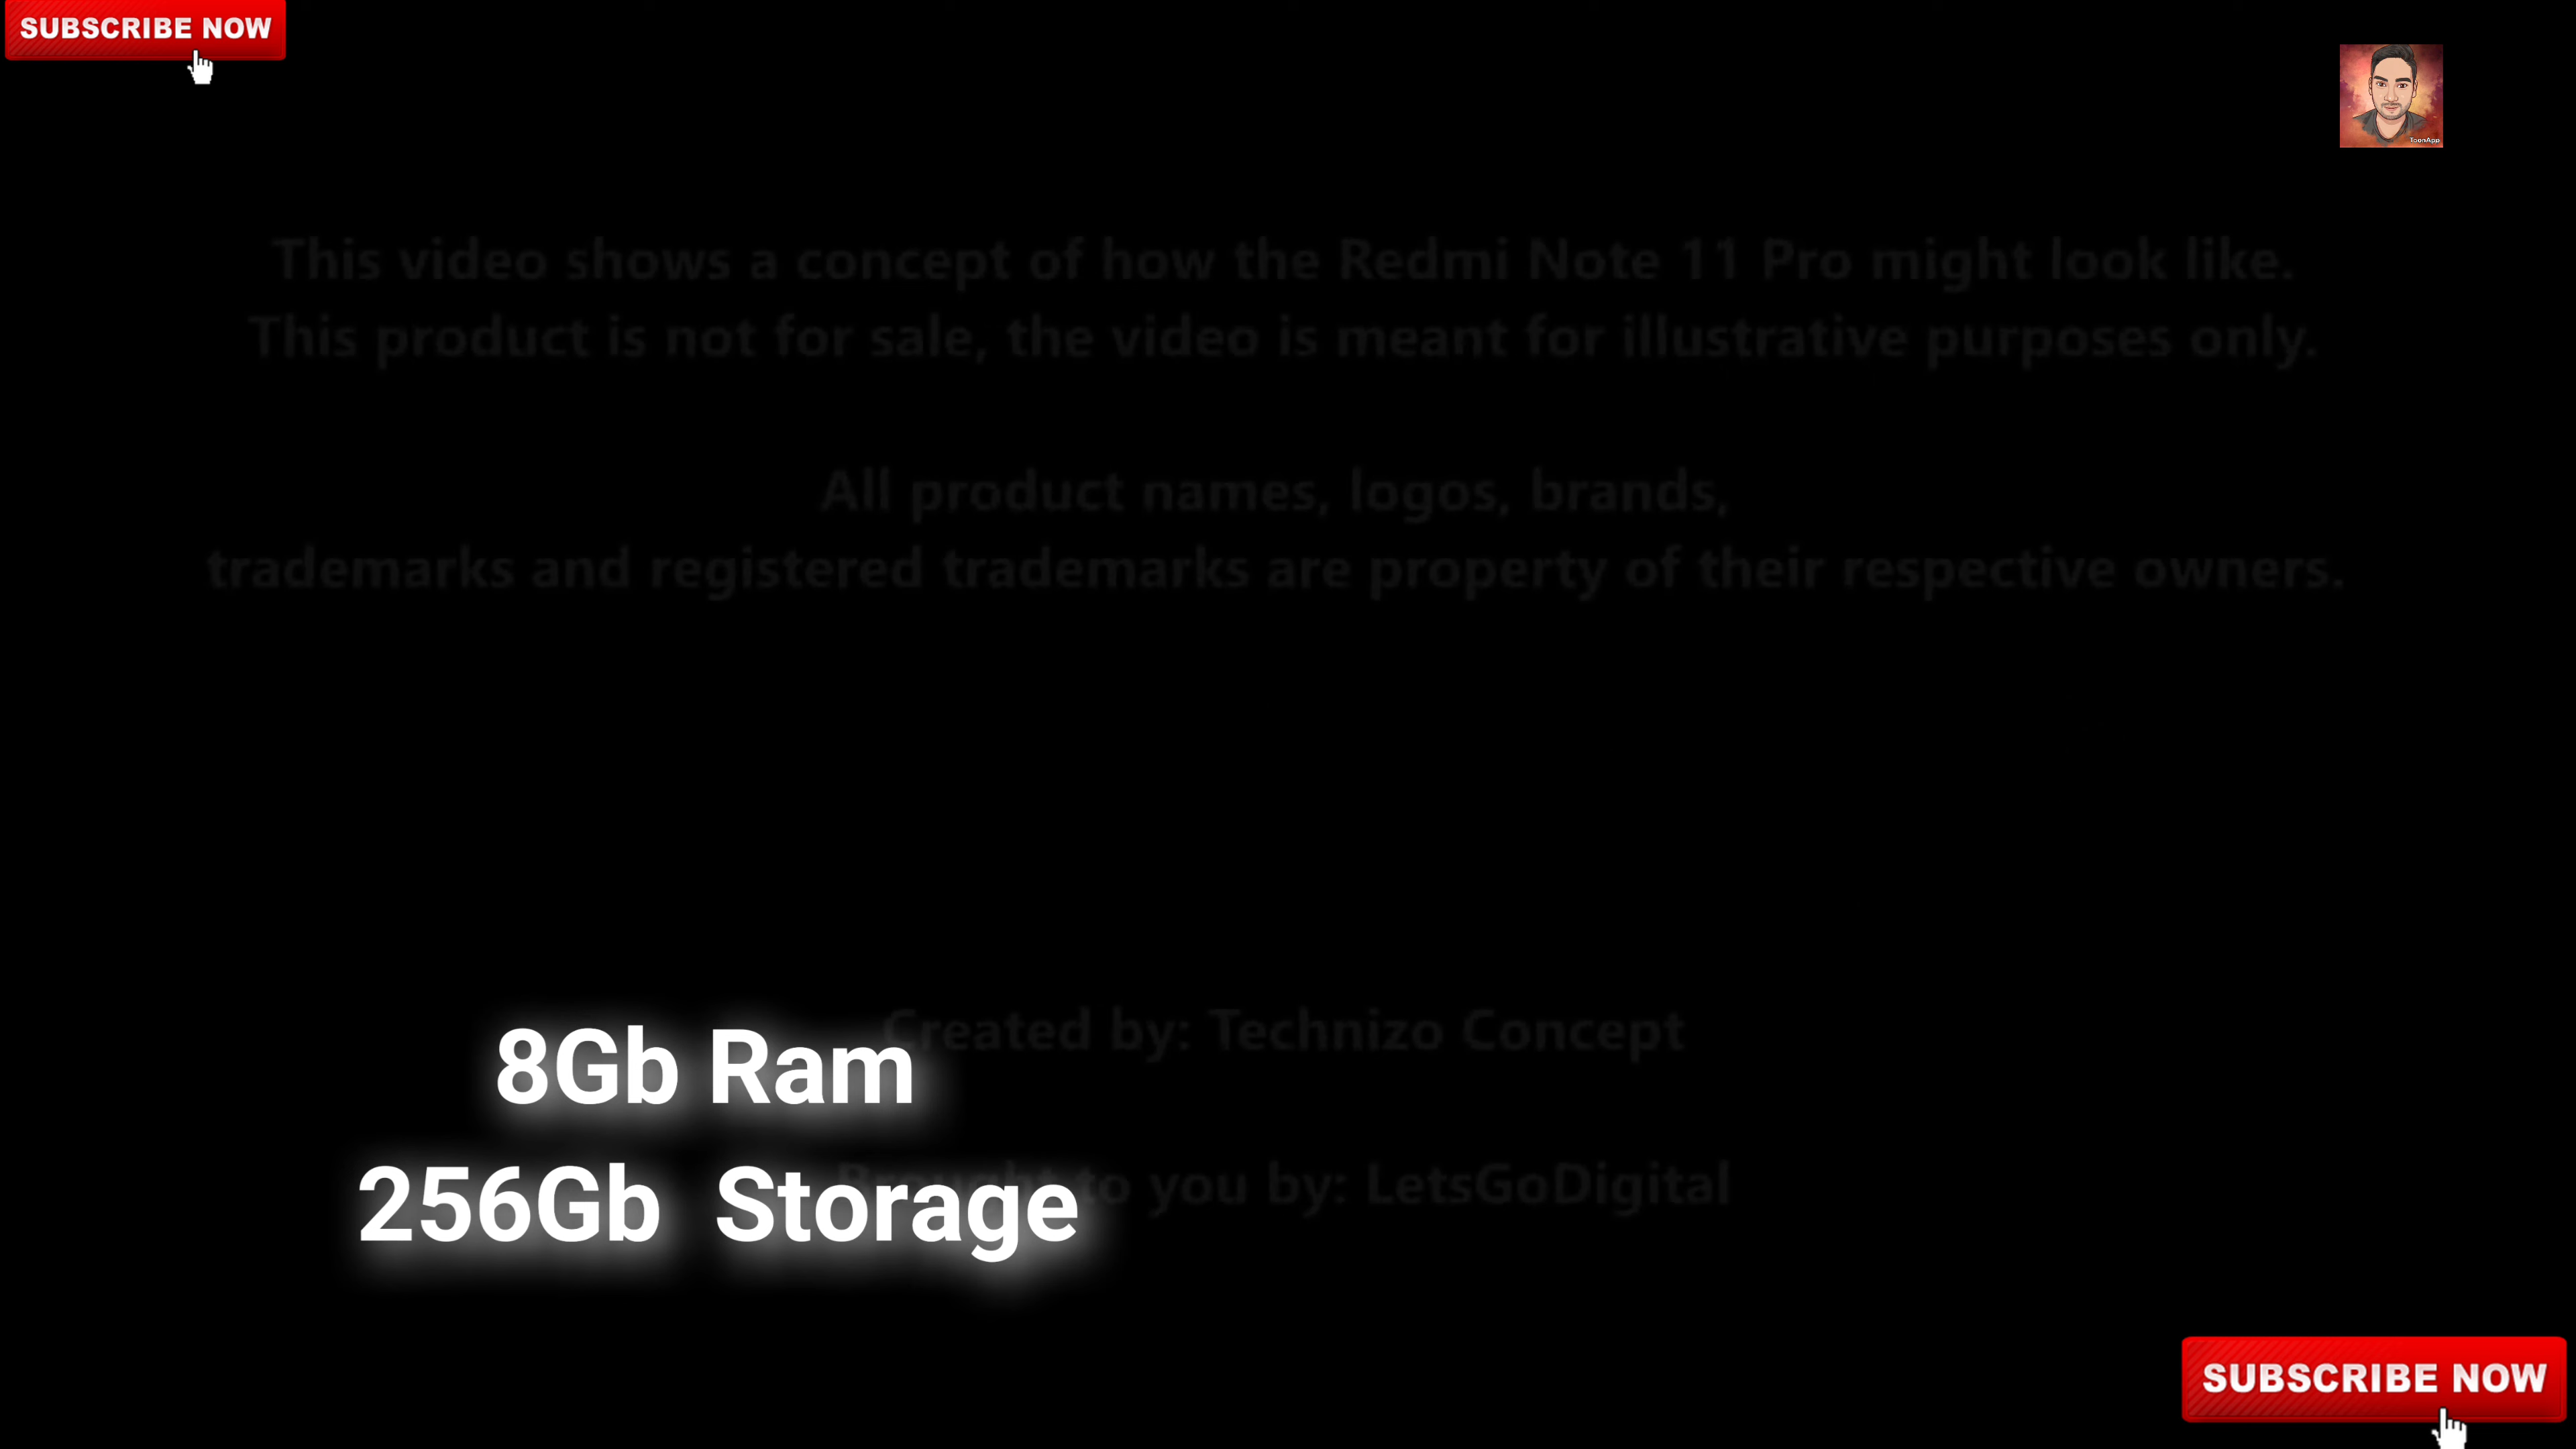 SUBSCRIBE NOW
ToonApp
This video shows a concept of how the Redmi Note 11 Pro might look like.
This product is not for sale, the video is meant for illustrative purposes only.
All product names, logos, brands,
trademarks and registered trademarks are property of their respective owners.
Created by: Technizo Concept
8Gb Ram
Brought to you by: LetsGoDigital
256Gb Storage
SUBSCRIBE NOW